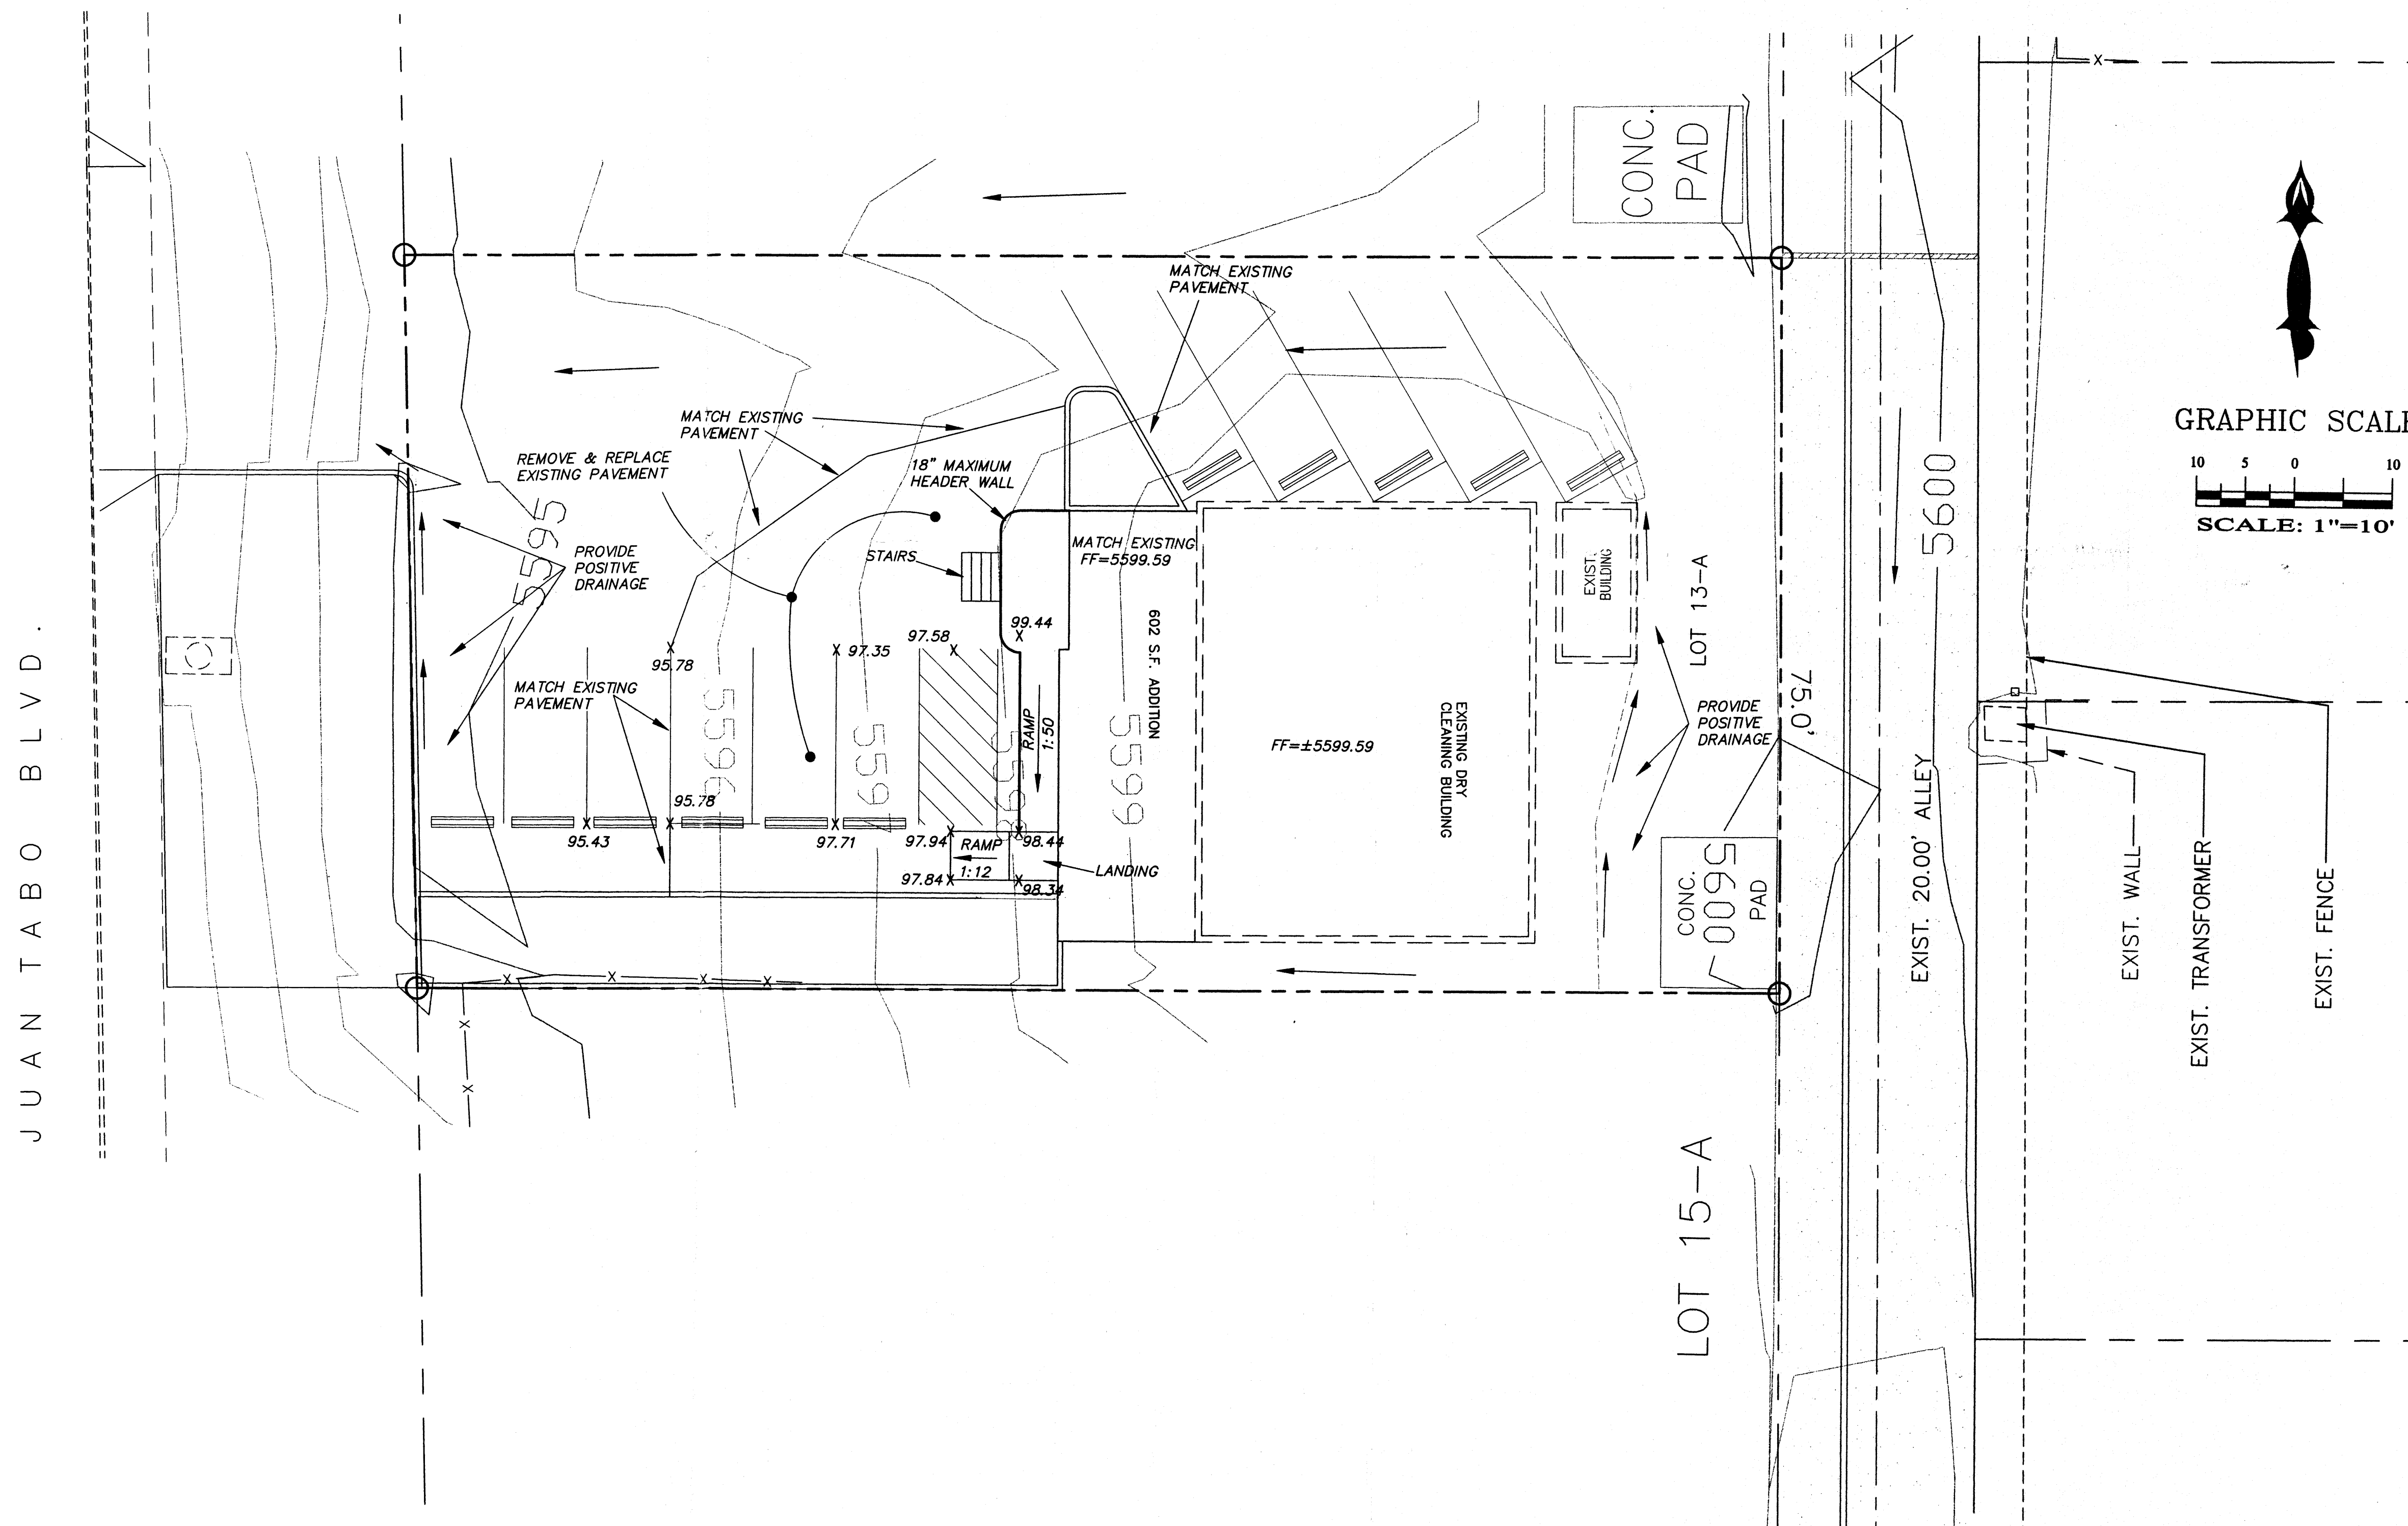 CONC.
PAD
MATCH EXISTING
PAVEMENT
GRAPHIC SCALE
10 5 0 10
SCALE: 1"=10'
MATCH EXISTING
PAVEMENT
REMOVE & REPLACE
EXISTING PAVEMENT
18" MAXIMUM
HEADER WALL
5595
PROVIDE
POSITIVE
DRAINAGE
STAIRS
MATCH EXISTING
FF=5599.59
EXIST.
BUILDING
LOT 13-A
5600
99.44
X
97.58
X
X 97.35
X
95.78
602 S.F. ADDITION
MATCH EXISTING
PAVEMENT
5596
559
RAMP
1:50
5599
FF=±5599.59
EXISTING DRY
CLEANING BUILDING
PROVIDE
POSITIVE
DRAINAGE
75.0'
JUAN TABO BLVD.
95.78
X
X
95.43
X
97.71
97.94
X
98.44
X
RAMP
1:12
97.84
X
98.34
X
LANDING
CONC.
5600
PAD
EXIST. 20.00' ALLEY
EXIST. WALL
EXIST. TRANSFORMER
EXIST. FENCE
X
X
X
X
X
X
X
LOT 15-A